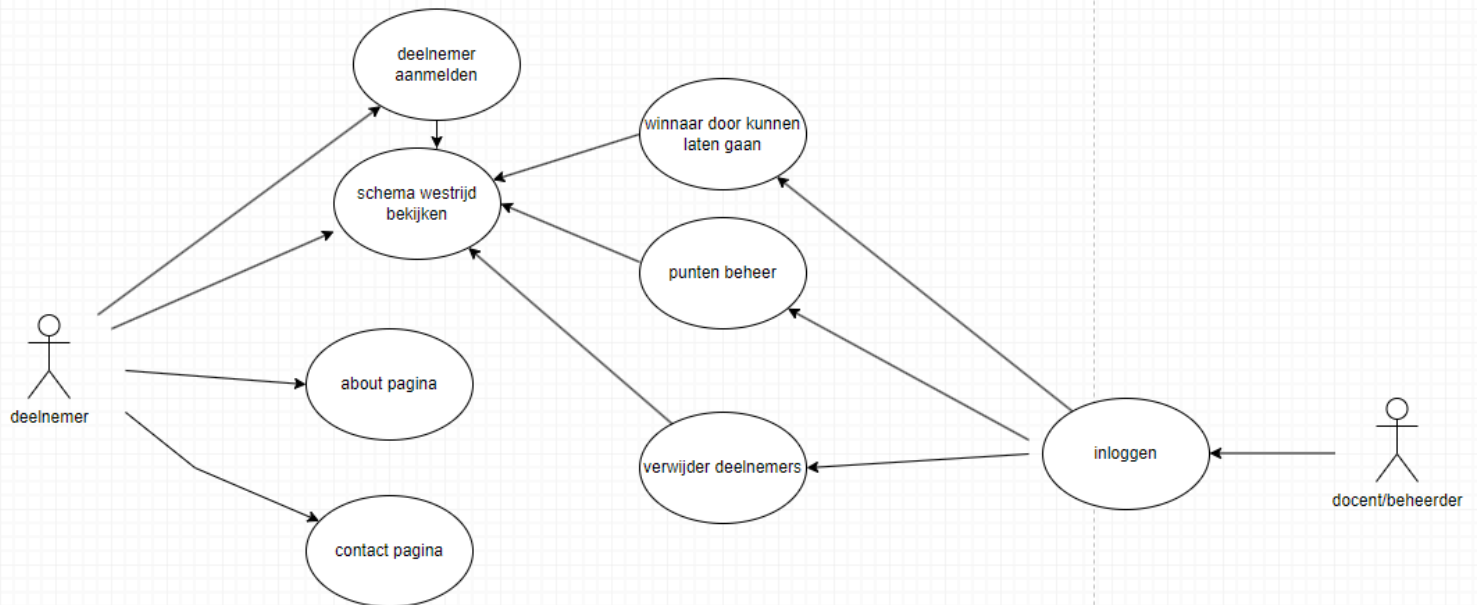 deelnemer
aanmelden
winnaar door kunnen
laten gaan
schema westrijd
bekijken
punten beheer
about pagina
deelnemer
verwijder deelnemers
inloggen
docent/beheerder
contact pagina